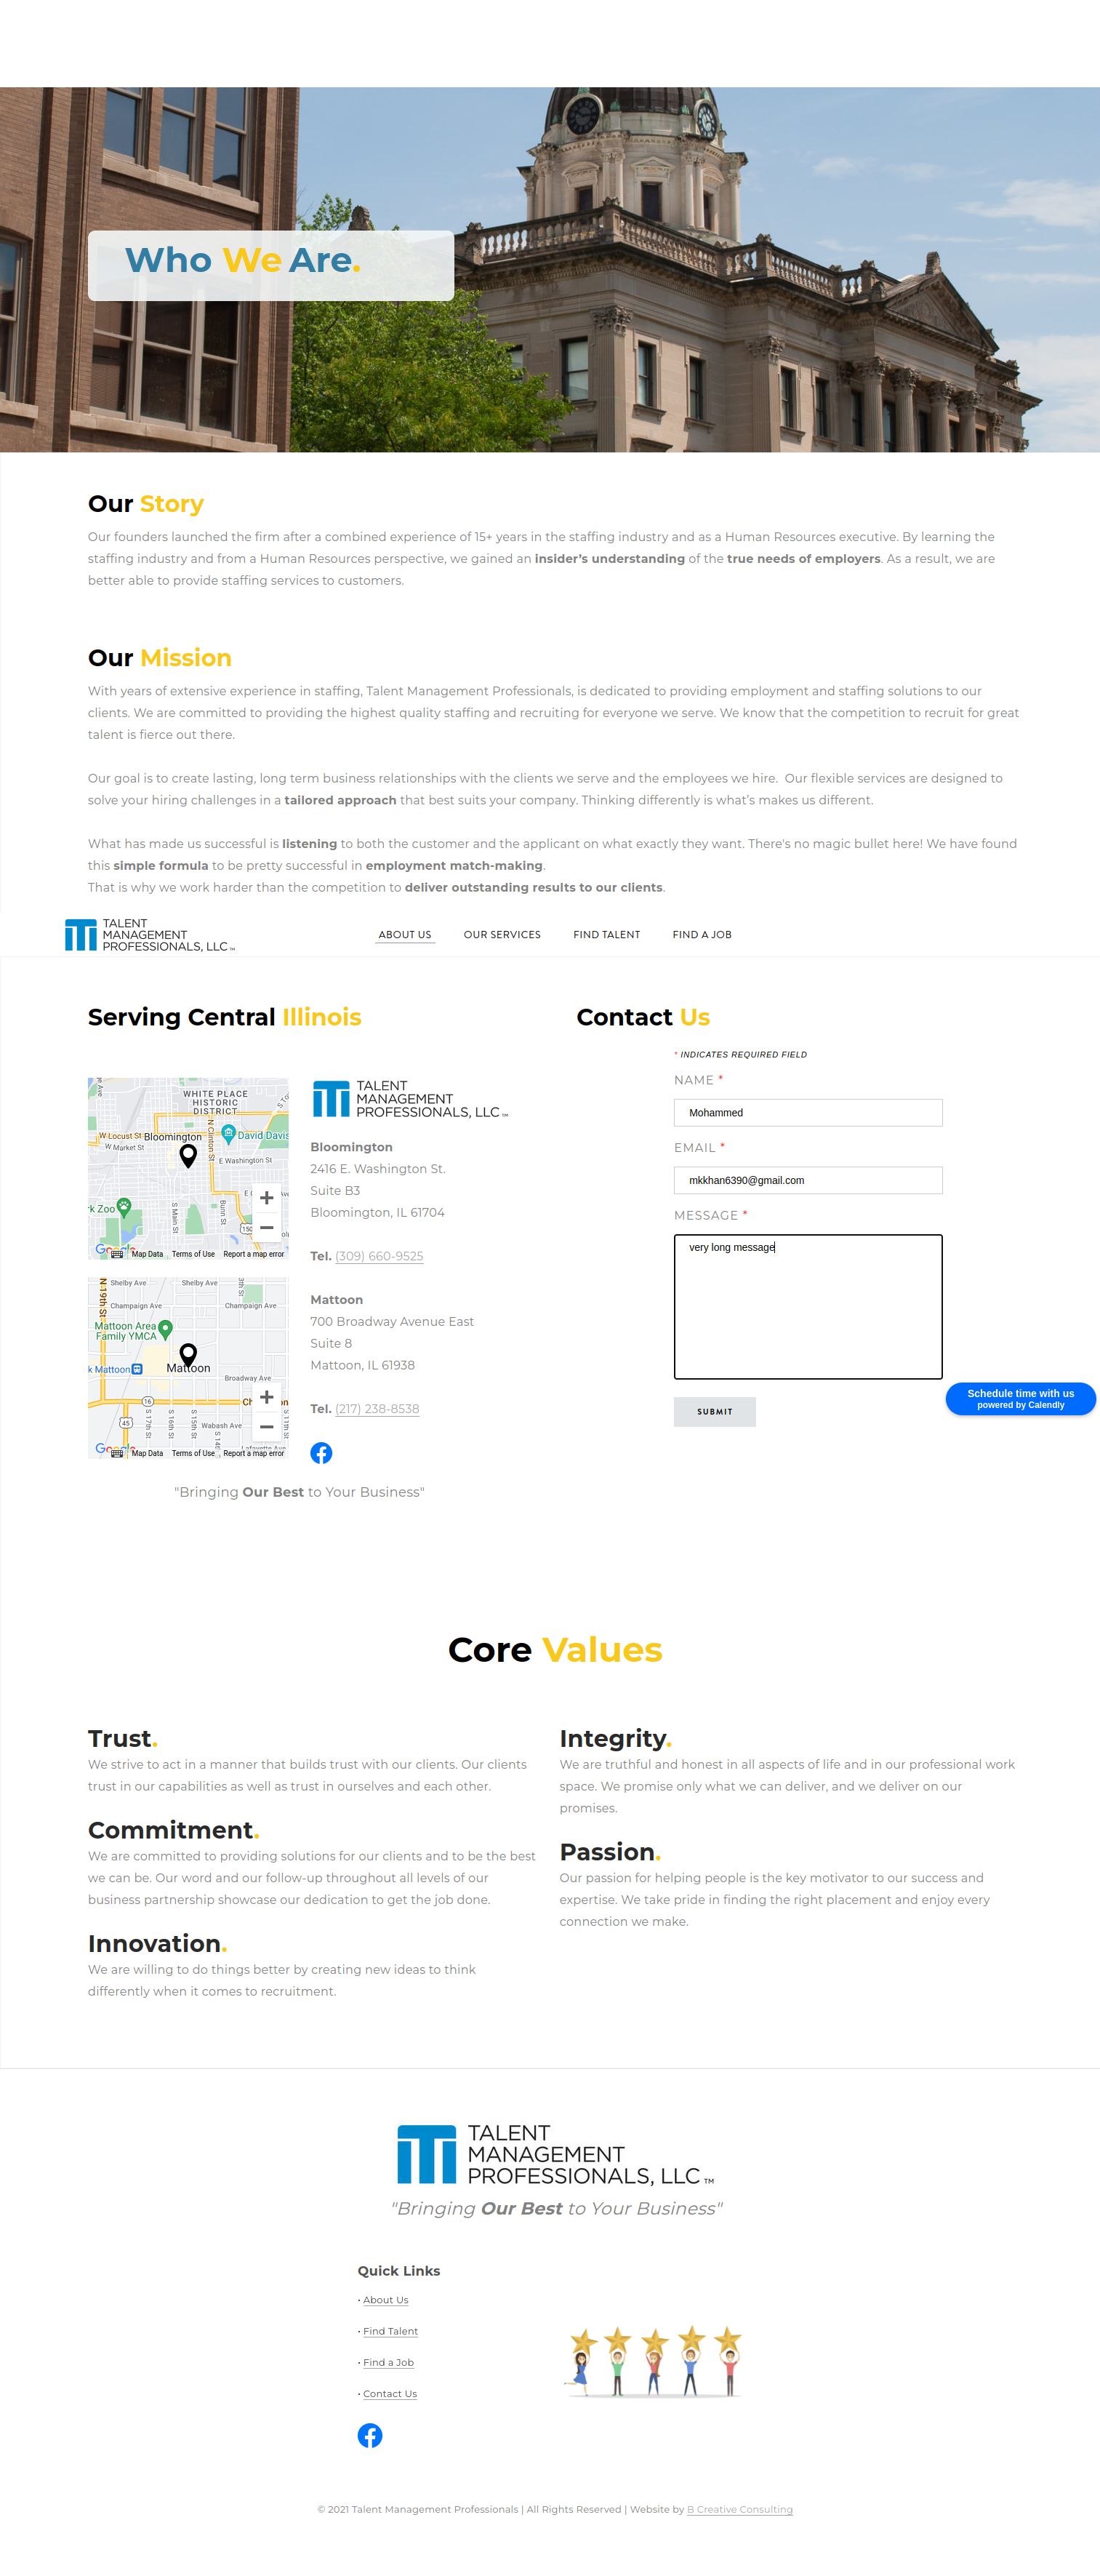 Who We Are.
Our Story
Our founders launched the firm after a combined experience of 15+ years in the staffing industry and as a Human Resources executive. By learning the
staffing industry and from a Human Resources perspective, we gained an insider's understanding of the true needs of employers. As a result, we are
better able to provide staffing services to customers.
Our Mission
With years of extensive experience in staffing, Talent Management Professionals, is dedicated to providing employment and staffing solutions to our
clients. We are committed to providing the highest quality staffing and recruiting for everyone we serve. We know that the competition to recruit for great
talent is fierce out there.
Our goal is to create lasting, long term business relationships with the clients we serve and the employees we hire. Our flexible services are designed to
solve your hiring challenges in a tailored approach that best suits your company. Thinking differently is what's makes us different.
What has made us successful is listening to both the customer and the applicant on what exactly they want. There's no magic bullet here! We have found
this simple formula to be pretty successful in employment match-making.
That is why we work harder than the competition to deliver outstanding results to our clients.
TALENT
MANAGEMENT
PROFESSIONALS, LLC ™
ABOUT US OUR SERVICES FIND TALENT FIND A JOB
Serving Central Illinois
WHITE PLACE
HISTORIC
DISTRICT
W Locust St
Bloomington
David Davis
W Market St
N Clinton St
E Washington St
S Main St
Bunn St
k Zoo
150
Google
Map Data Terms of Use Report a map error
N 19th St
Shelby Ave Shelby Ave
Champaign Ave Champaign Ave
Mattoon Area
Family YMCA
k Mattoon
Mattoon
Broadway Ave
16
45
S 17th St
S 16th St
S 15th St
Wabash Ave
Lafayette Ave
Google
Map Data Terms of Use Report a map error
TALENT
MANAGEMENT
PROFESSIONALS, LLC ™
Bloomington
2416 E. Washington St.
Suite B3
Bloomington, IL 61704
Tel. (309) 660-9525
Mattoon
700 Broadway Avenue East
Suite 8
Mattoon, IL 61938
Tel. (217) 238-8538
"Bringing Our Best to Your Business"
Contact Us
* INDICATES REQUIRED FIELD
NAME *
Mohammed
EMAIL *
mkkhan6390@gmail.com
MESSAGE *
very long message
SUBMIT
Schedule time with us
powered by Calendly
Core Values
Trust.
We strive to act in a manner that builds trust with our clients. Our clients
trust in our capabilities as well as trust in ourselves and each other.
Commitment.
We are committed to providing solutions for our clients and to be the best
we can be. Our word and our follow-up throughout all levels of our
business partnership showcase our dedication to get the job done.
Innovation.
We are willing to do things better by creating new ideas to think
differently when it comes to recruitment.
Integrity.
We are truthful and honest in all aspects of life and in our professional work
space. We promise only what we can deliver, and we deliver on our
promises.
Passion.
Our passion for helping people is the key motivator to our success and
expertise. We take pride in finding the right placement and enjoy every
connection we make.
TALENT
MANAGEMENT
PROFESSIONALS, LLC ™
"Bringing Our Best to Your Business"
Quick Links
• About Us
• Find Talent
• Find a Job
• Contact Us
© 2021 Talent Management Professionals | All Rights Reserved | Website by B Creative Consulting